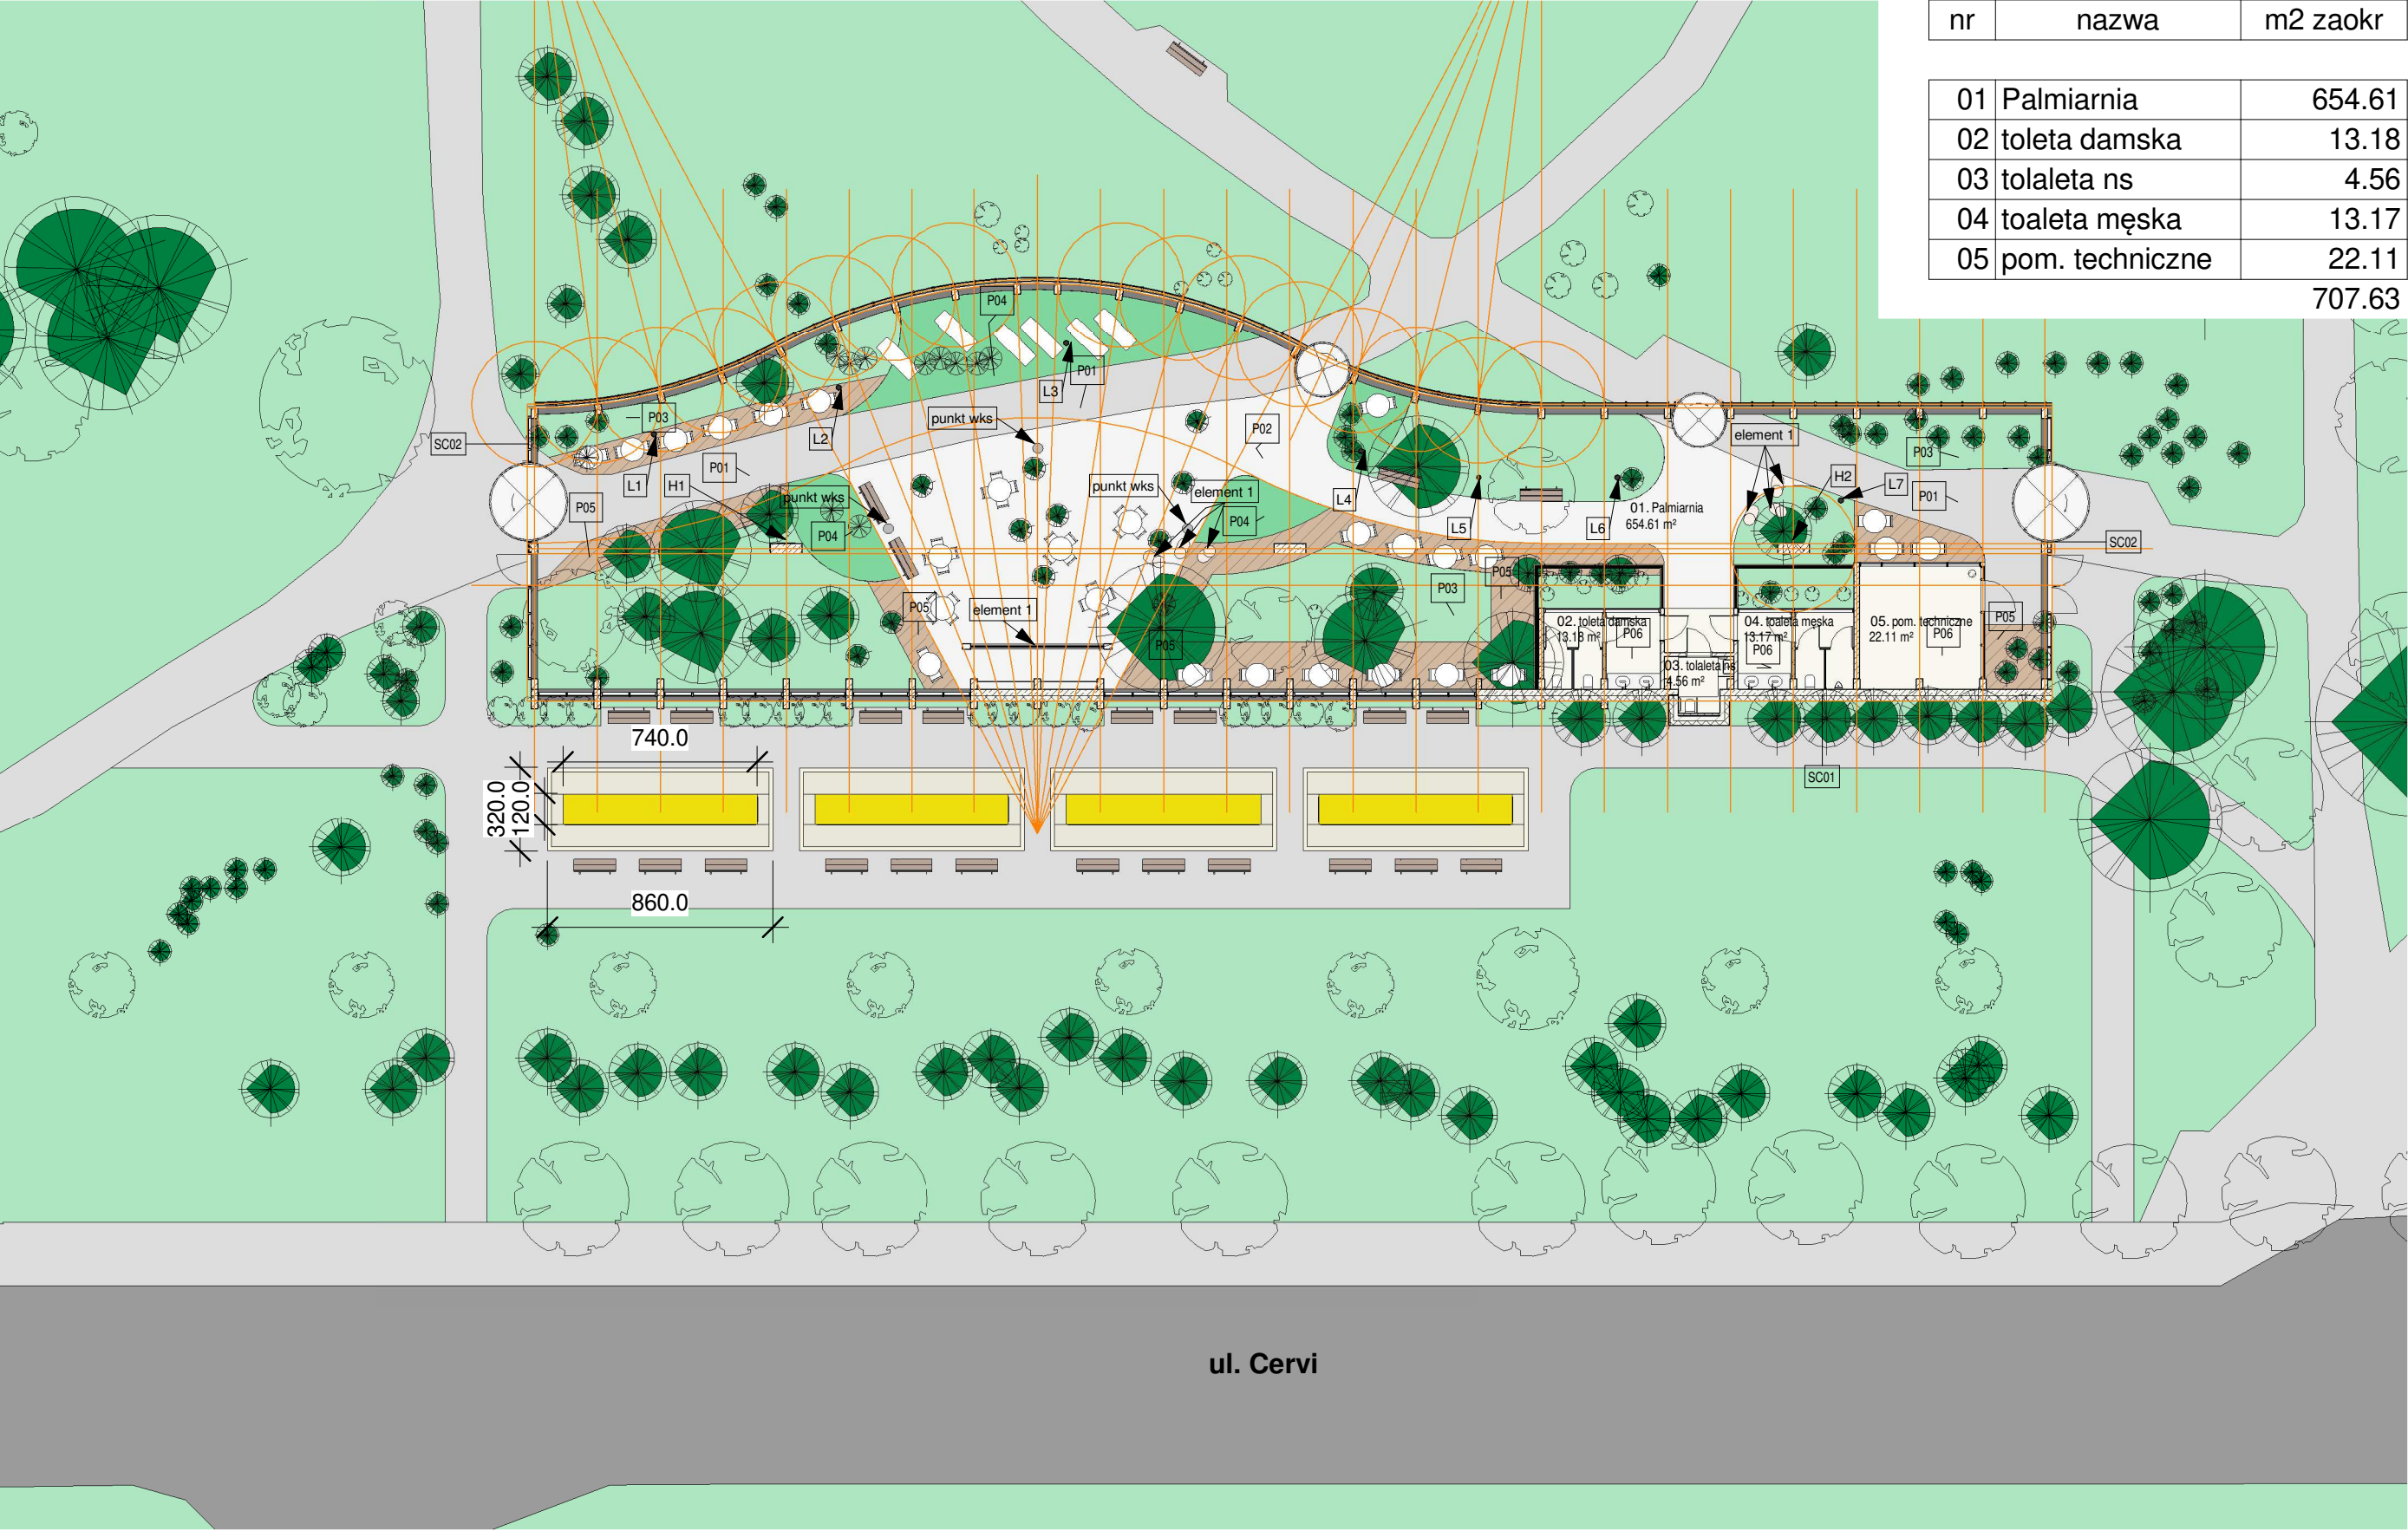 nr nazwa m2 zaokr
01 Palmiarnia 654.61
02 toleta damska 13.18
03 tolaleta ns 4.56
04 toaleta męska 13.17
05 pom. techniczne 22.11
707.63
P04
P01
L3
P03
L2
punkt wks
P02
element 1
SC02
P03
P01
L1
H1
punkt wks
punkt wks
element 1
L4
H2
L7
P01
P05
P04
P04
L5
L6
01. Palmiarnia
654.61 m²
SC02
P03
P05
P05
element 1
P05
P05
02. toleta damska
13.18 m²
P06
04. toaleta męska
13.17 m²
P06
05. pom. techniczne
22.11 m²
P06
03. tolaleta ns
4.56 m²
740.0
SC01
320.0
120.0
860.0
ul. Cervi